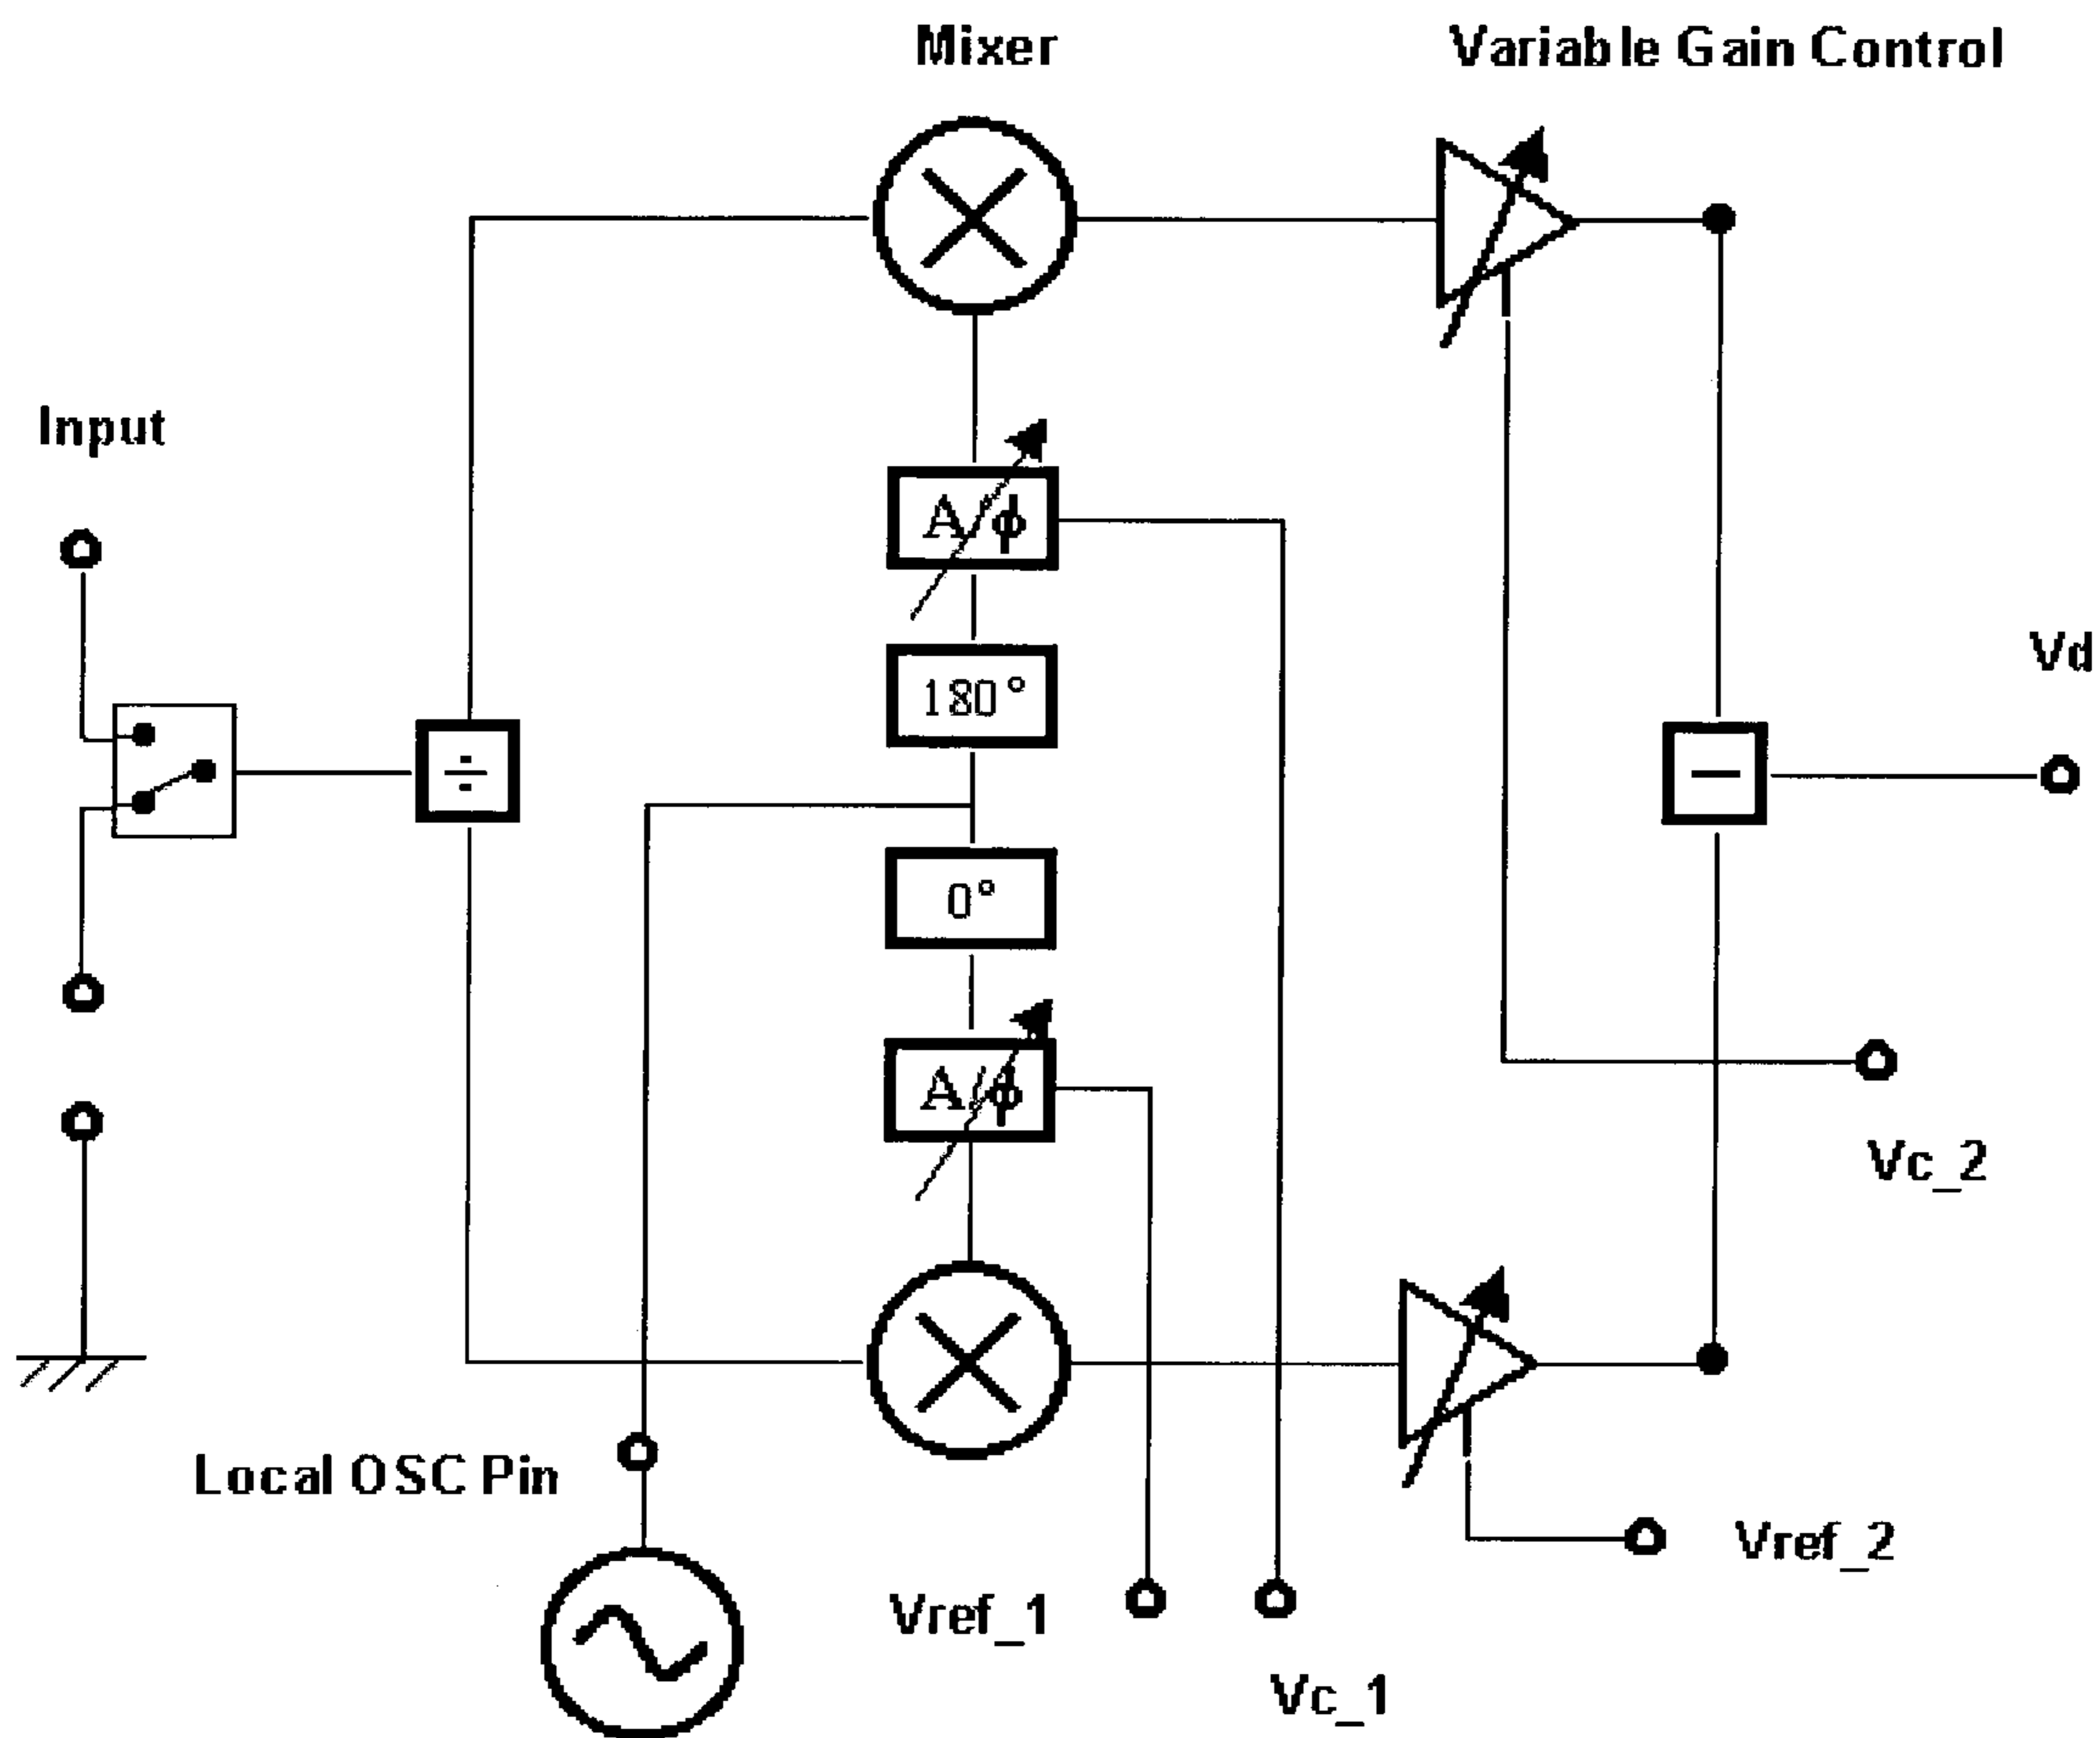 Mixer
Variable Gain Control
Input
A/ϕ
180°
Vd
÷
−
0°
A/ϕ
Vc_2
Local OSC Pin
Vref_2
Vref_1
Vc_1